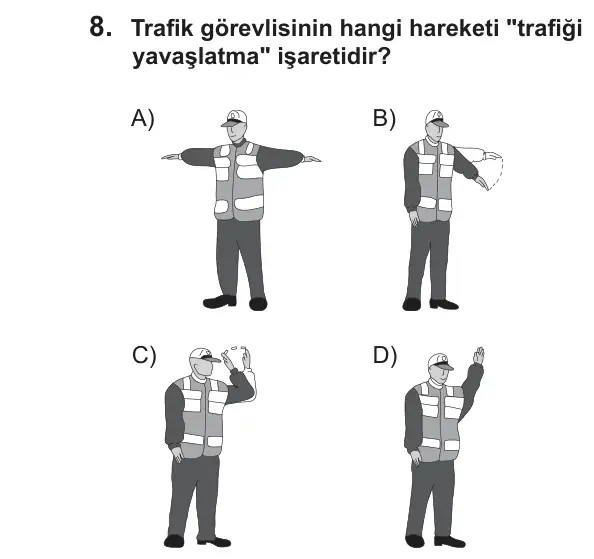 8. Trafik görevlisinin hangi hareketi "trafiği
yavaşlatma" işaretidir?
A)
B)
C)
D)